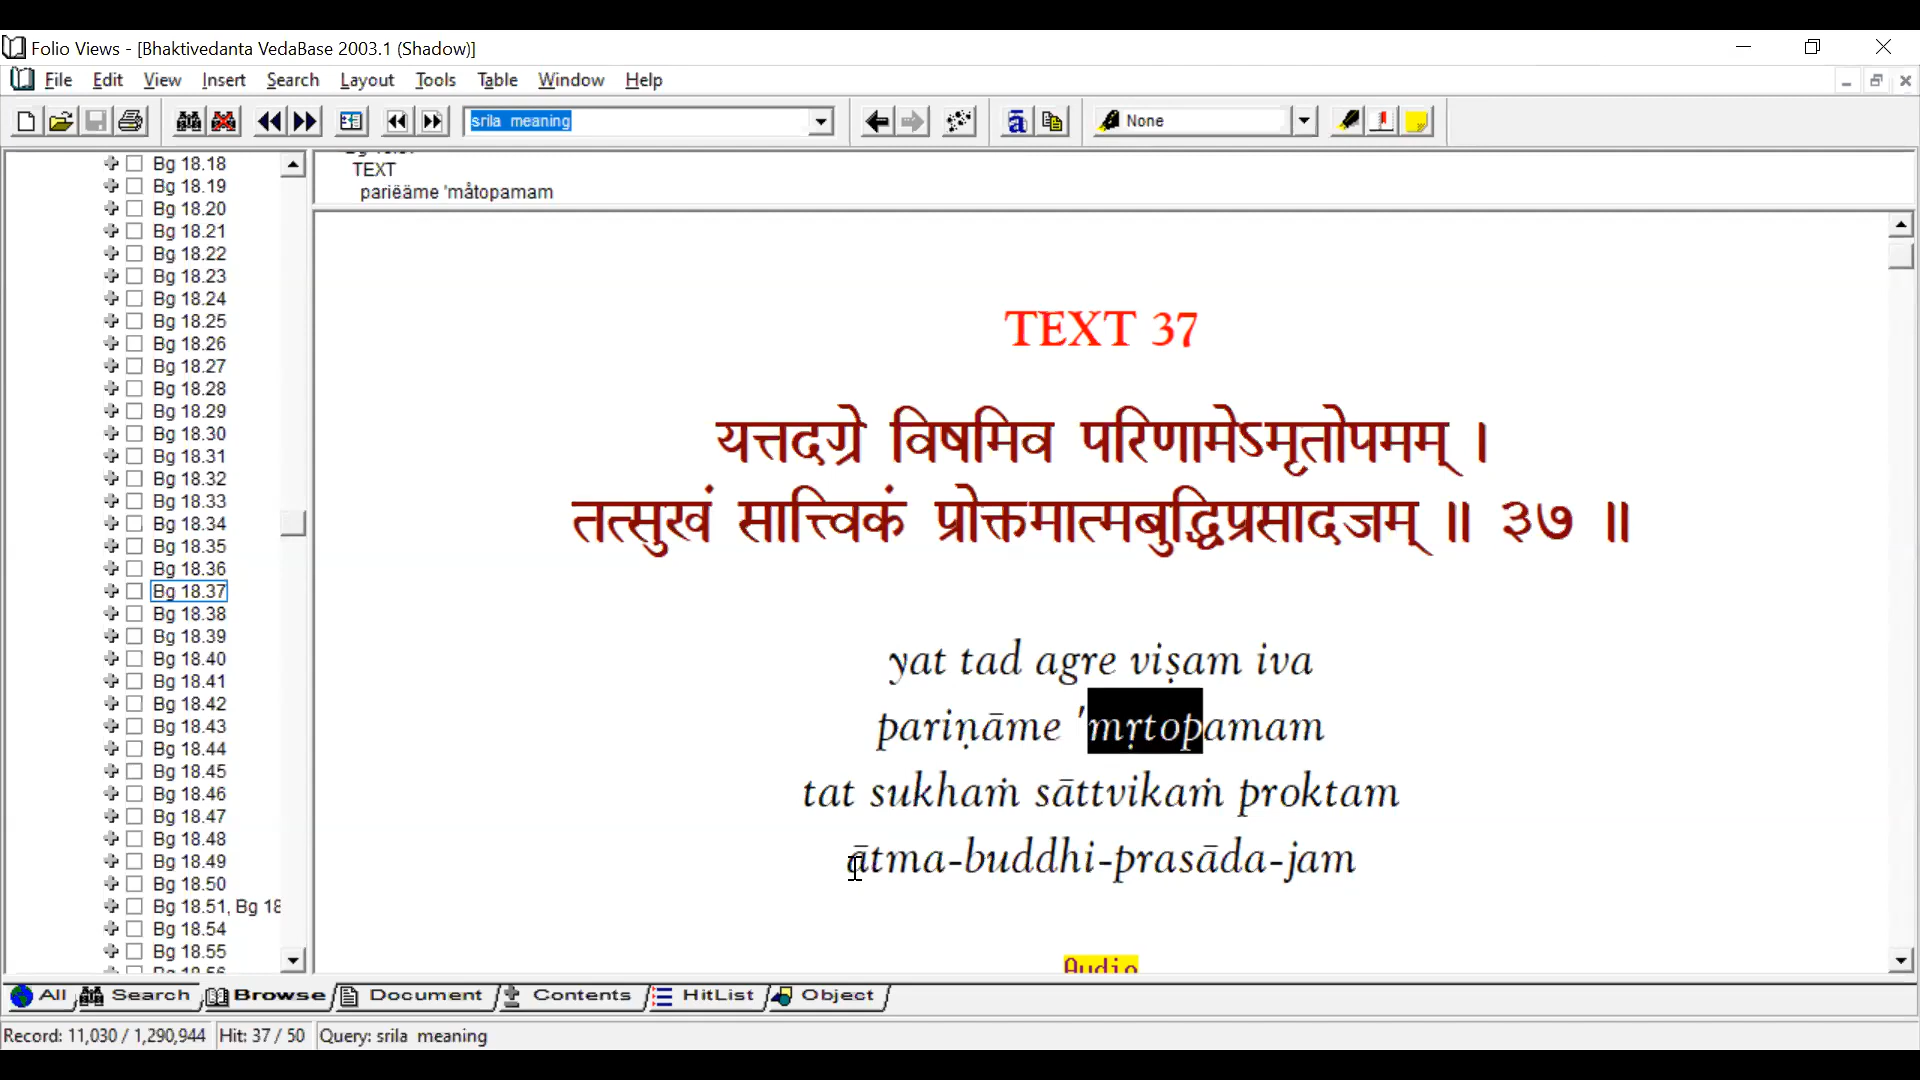 Folio Views - [Bhaktivedanta VedaBase 2003.1 (Shadow)]
File Edit View Insert Search Layout Tools Table Window Help
srila meaning
None
Bg 18.18
Bg 18.19
Bg 18.20
Bg 18.21
Bg 18.22
Bg 18.23
Bg 18.24
Bg 18.25
Bg 18.26
Bg 18.27
Bg 18.28
Bg 18.29
Bg 18.30
Bg 18.31
Bg 18.32
Bg 18.33
Bg 18.34
Bg 18.35
Bg 18.36
Bg 18.37
Bg 18.38
Bg 18.39
Bg 18.40
Bg 18.41
Bg 18.42
Bg 18.43
Bg 18.44
Bg 18.45
Bg 18.46
Bg 18.47
Bg 18.48
Bg 18.49
Bg 18.50
Bg 18.51, Bg 18
Bg 18.54
Bg 18.55
TEXT
pariëäme 'måtopamam
TEXT 37
यत्तदग्रे विषमिव परिणामेऽमृतोपमम् ।
तत्सुखं सात्त्विकं प्रोक्तमात्मबुद्धिप्रसादजम् ॥ ३७ ॥
yat tad agre viṣam iva
pariṇāme 'mṛtopamam
tat sukhaṁ sāttvikaṁ proktam
ātma-buddhi-prasāda-jam
Audio
All Search Browse Document Contents HitList Object
Record: 11,030 / 1,290,944 Hit: 37 / 50 Query: srila meaning